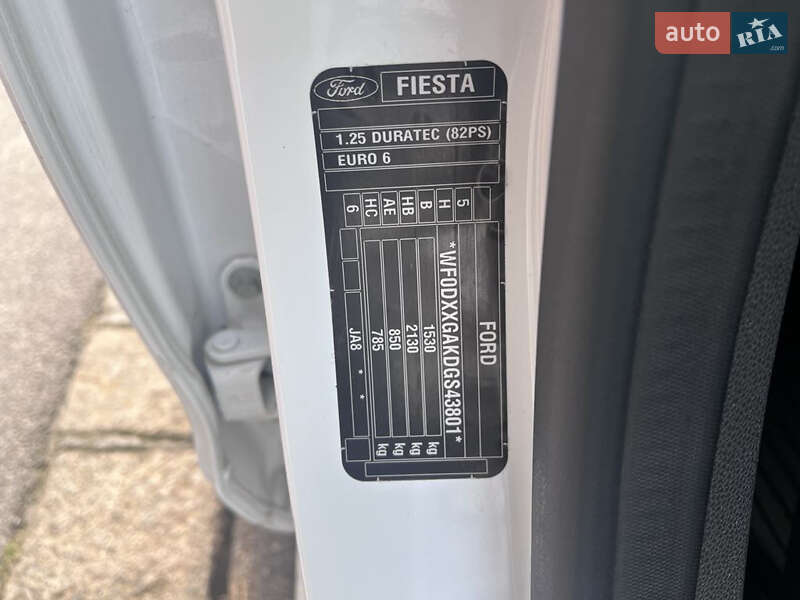 auto RIA
Ford FIESTA
1.25 DURATEC (82PS)
EURO 6
5 H B HB AE HC 6
FORD
*WF0DXXGAKDGS43801*
1530 kg
2130 kg
850 kg
785 kg
JA8 * *